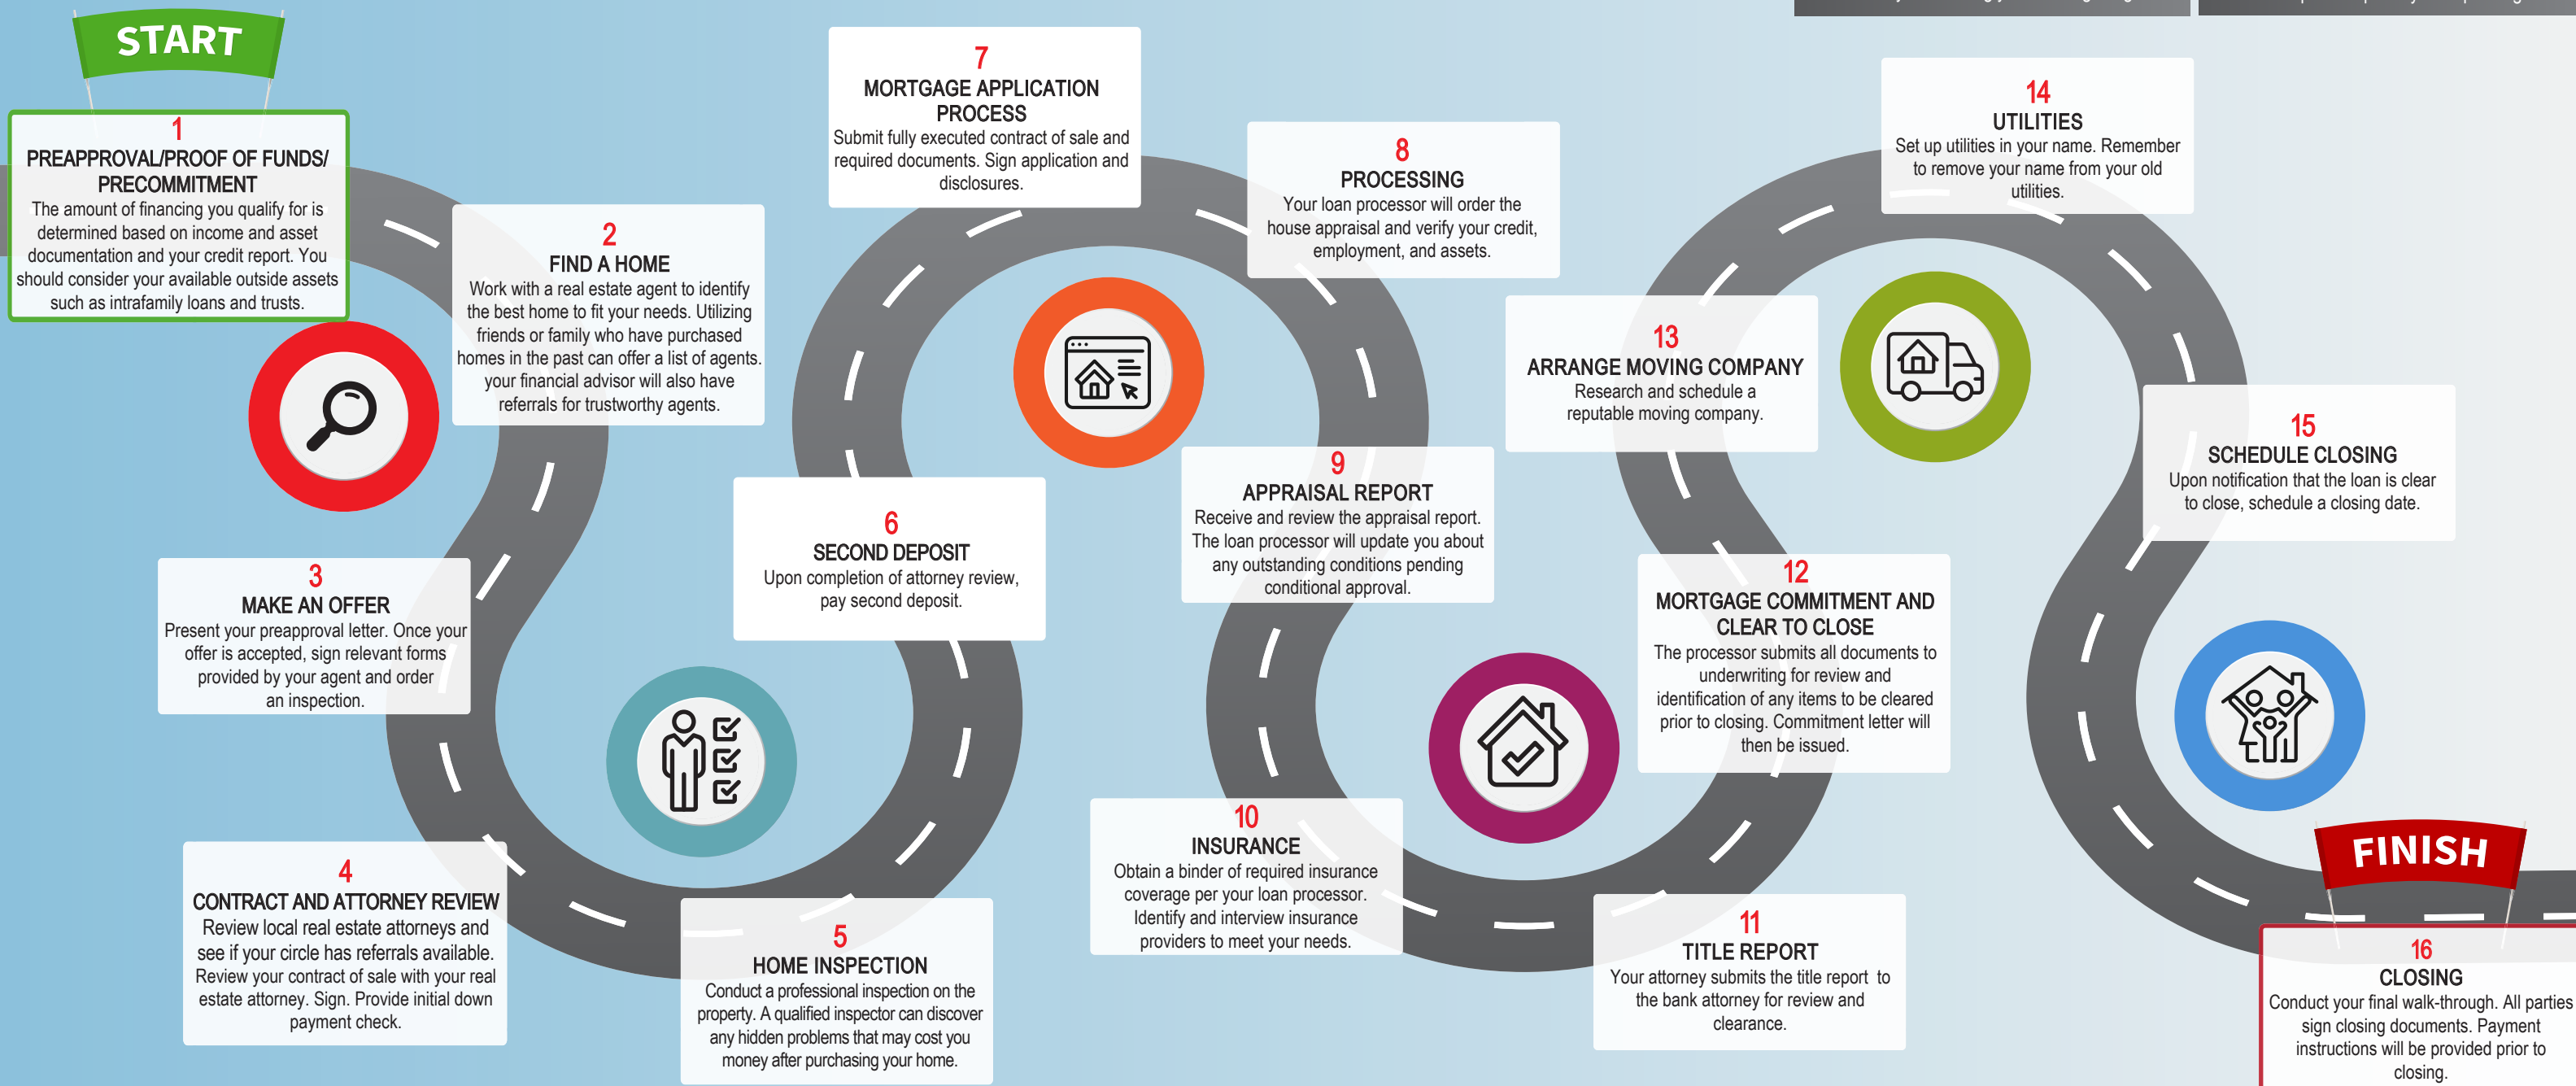 START
1
PREAPPROVAL/PROOF OF FUNDS/
PRECOMMITMENT
The amount of financing you qualify for is
determined based on income and asset
documentation and your credit report. You
should consider your available outside assets
such as intrafamily loans and trusts.
2
FIND A HOME
Work with a real estate agent to identify
the best home to fit your needs. Utilizing
friends or family who have purchased
homes in the past can offer a list of agents.
your financial advisor will also have
referrals for trustworthy agents.
3
MAKE AN OFFER
Present your preapproval letter. Once your
offer is accepted, sign relevant forms
provided by your agent and order
an inspection.
4
CONTRACT AND ATTORNEY REVIEW
Review local real estate attorneys and
see if your circle has referrals available.
Review your contract of sale with your real
estate attorney. Sign. Provide initial down
payment check.
5
HOME INSPECTION
Conduct a professional inspection on the
property. A qualified inspector can discover
any hidden problems that may cost you
money after purchasing your home.
6
SECOND DEPOSIT
Upon completion of attorney review,
pay second deposit.
7
MORTGAGE APPLICATION
PROCESS
Submit fully executed contract of sale and
required documents. Sign application and
disclosures.
8
PROCESSING
Your loan processor will order the
house appraisal and verify your credit,
employment, and assets.
9
APPRAISAL REPORT
Receive and review the appraisal report.
The loan processor will update you about
any outstanding conditions pending
conditional approval.
10
INSURANCE
Obtain a binder of required insurance
coverage per your loan processor.
Identify and interview insurance
providers to meet your needs.
11
TITLE REPORT
Your attorney submits the title report to
the bank attorney for review and
clearance.
12
MORTGAGE COMMITMENT AND
CLEAR TO CLOSE
The processor submits all documents to
underwriting for review and
identification of any items to be cleared
prior to closing. Commitment letter will
then be issued.
13
ARRANGE MOVING COMPANY
Research and schedule a
reputable moving company.
14
UTILITIES
Set up utilities in your name. Remember
to remove your name from your old
utilities.
15
SCHEDULE CLOSING
Upon notification that the loan is clear
to close, schedule a closing date.
FINISH
16
CLOSING
Conduct your final walk-through. All parties
sign closing documents. Payment
instructions will be provided prior to
closing.